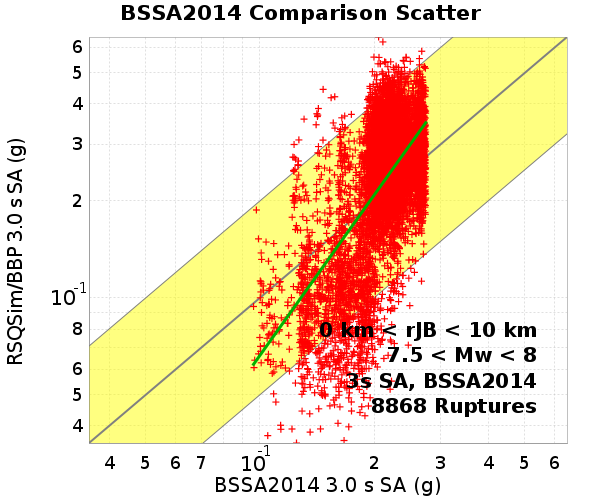 BSSA2014 Comparison Scatter
RSQSim/BBP 3.0 s SA (g)
6
5
4
3
2
10⁻¹
8
6
5
4
0 km < rJB < 10 km
7.5 < Mw < 8
3s SA, BSSA2014
8868 Ruptures
4 5 6 7 10⁻¹ 2 3 4 5 6
BSSA2014 3.0 s SA (g)